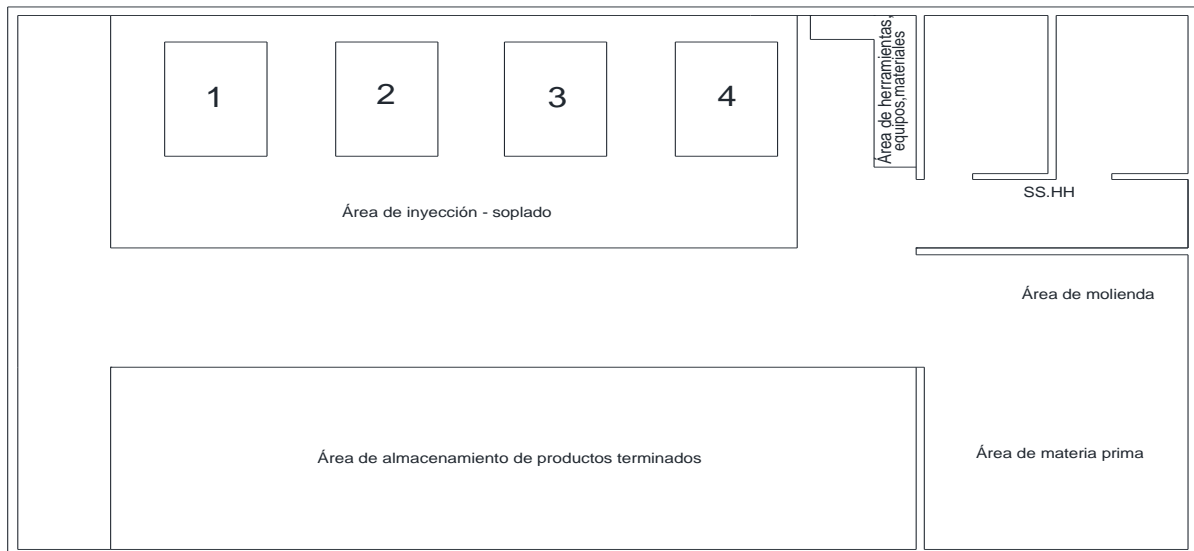 1
2
3
4
Área de herramientas,
equipos,materiales
SS.HH
Área de inyección - soplado
Área de molienda
Área de almacenamiento de productos terminados
Área de materia prima